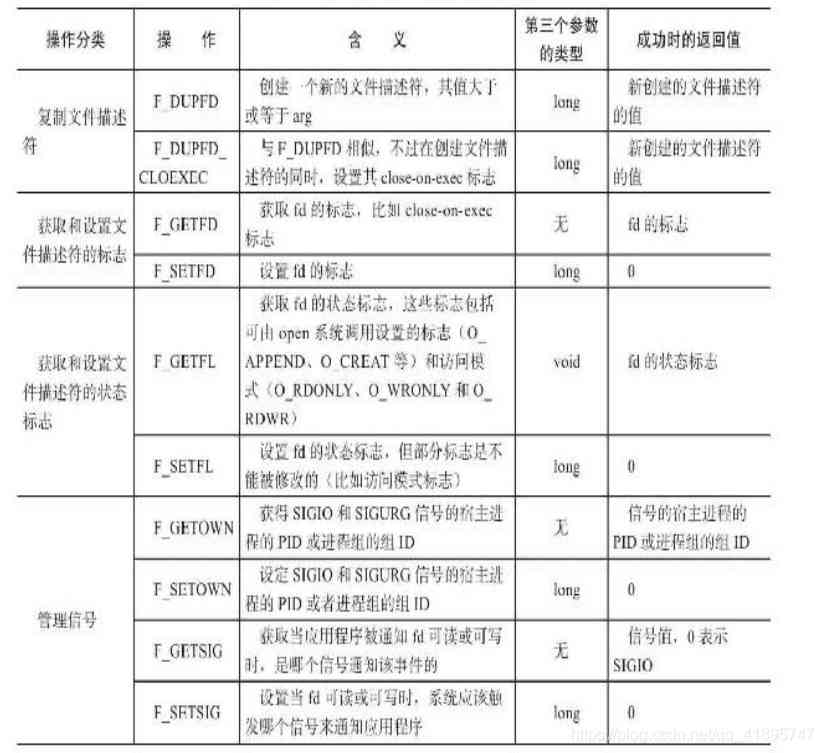 操作分类
操 作
含 义
第三个参数
的类型
成功时的返回值
复制文件描述
符
F_DUPFD
创建一个新的文件描述符，其值大于
或等于 arg
long
新创建的文件描述符
的值
F_DUPFD_
CLOEXEC
与 F_DUPFD 相似，不过在创建文件描
述符的同时，设置其 close-on-exec 标志
long
新创建的文件描述符
的值
获取和设置文
件描述符的标志
F_GETFD
获取 fd 的标志，比如 close-on-exec
标志
无
fd 的标志
F_SETFD
设置 fd 的标志
long
0
获取和设置文
件描述符的状态
标志
F_GETFL
获取 fd 的状态标志，这些标志包括
可由 open 系统调用设置的标志（O_
APPEND、O_CREAT 等）和访问模
式（O_RDONLY、O_WRONLY 和 O_
RDWR）
void
fd 的状态标志
F_SETFL
设置 fd 的状态标志，但部分标志是不
能被修改的（比如访问模式标志）
long
0
管理信号
F_GETOWN
获得 SIGIO 和 SIGURG 信号的宿主进
程的 PID 或进程组的组 ID
无
信号的宿主进程的
PID 或进程组的组 ID
F_SETOWN
设定 SIGIO 和 SIGURG 信号的宿主进
程的 PID 或者进程组的组 ID
long
0
F_GETSIG
获取当应用程序被通知 fd 可读或可写
时，是哪个信号通知该事件的
无
信号值，0 表示
SIGIO
F_SETSIG
设置当 fd 可读或可写时，系统应该触
发哪个信号来通知应用程序
long
0
https://blog.csdn.net/qq_41895747